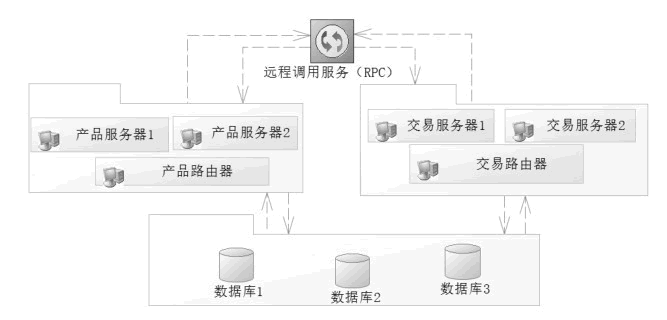 远程调用服务（RPC）
产品服务器1
产品服务器2
产品路由器
交易服务器1
交易服务器2
交易路由器
数据库1
数据库2
数据库3